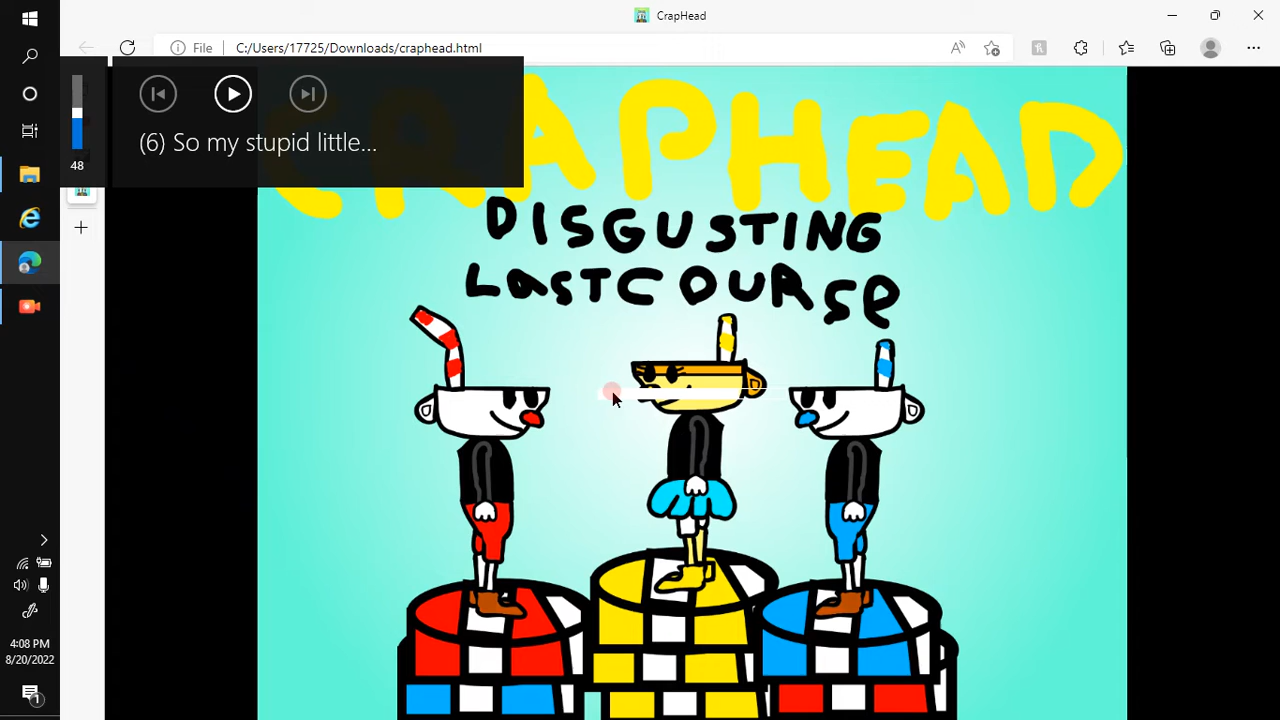 CrapHead
File C:/Users/17725/Downloads/craphead.html
(6) So my stupid little...
48
CRAPHEAD
DISGUSTING
LASTCOURSE
4:08 PM
8/20/2022
1